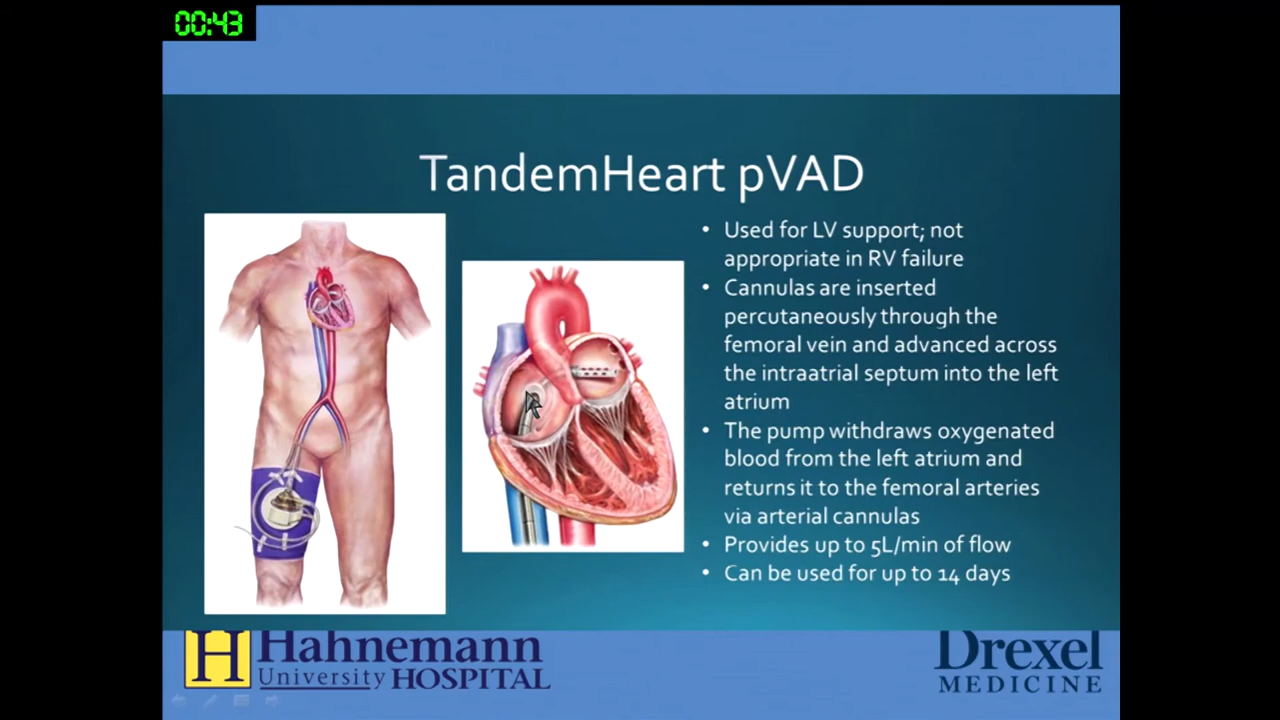 00:43
TandemHeart pVAD
• Used for LV support; not
appropriate in RV failure
• Cannulas are inserted
percutaneously through the
femoral vein and advanced across
the intraatrial septum into the left
atrium
• The pump withdraws oxygenated
blood from the left atrium and
returns it to the femoral arteries
via arterial cannulas
• Provides up to 5L/min of flow
• Can be used for up to 14 days
H Hahnemann
University HOSPITAL
Drexel
MEDICINE